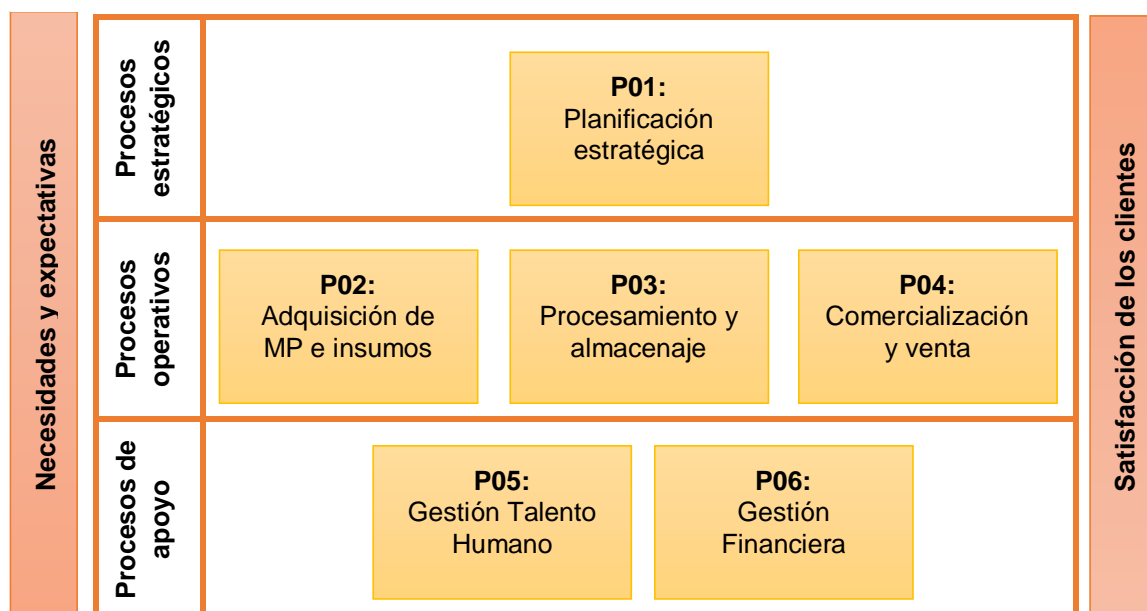 Necesidades y expectativas
Procesos
estratégicos
P01:
Planificación
estratégica
Procesos
operativos
P02:
Adquisición de
MP e insumos
P03:
Procesamiento y
almacenaje
P04:
Comercialización
y venta
Procesos de
apoyo
P05:
Gestión Talento
Humano
P06:
Gestión
Financiera
Satisfacción de los clientes